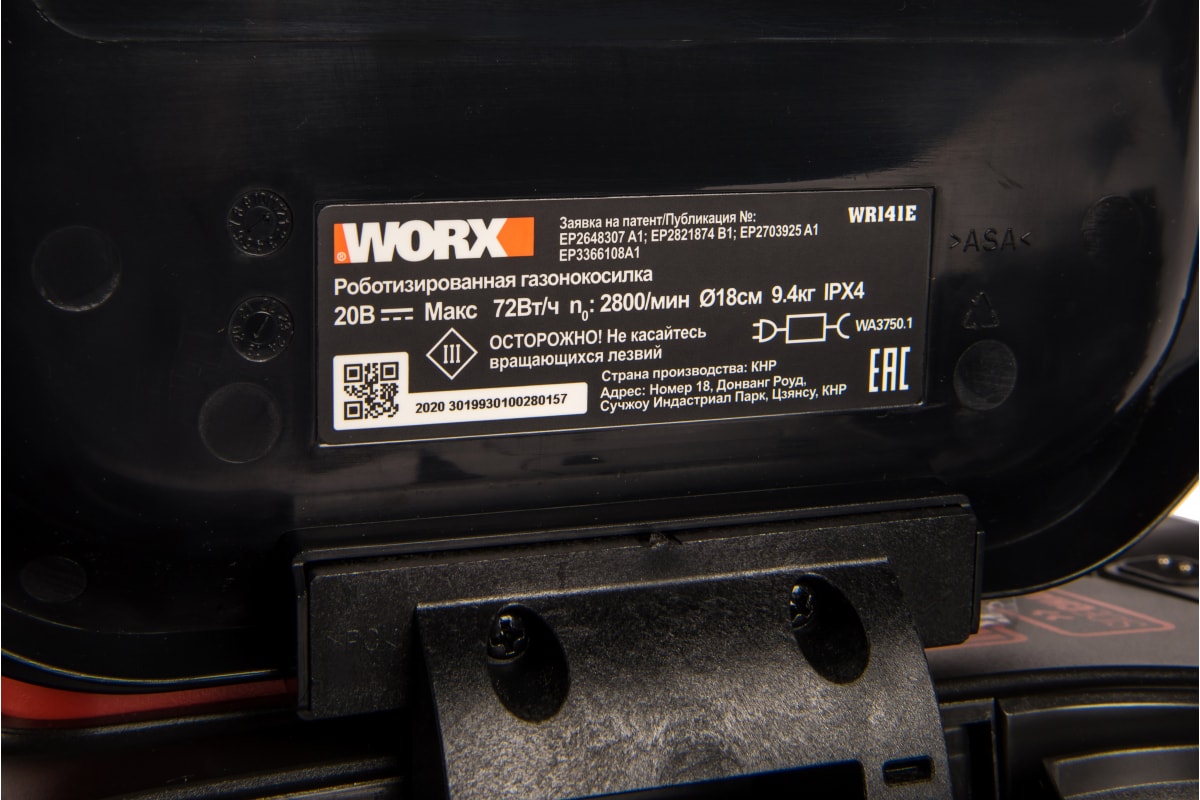 WORX
®
Заявка на патент/Публикация №:
EP2648307 A1; EP2821874 B1; EP2703925 A1
EP3366108A1
WR141E
Роботизированная газонокосилка
20В Макс 72Вт/ч n0: 2800/мин Ø18см 9.4кг IPX4
III
ОСТОРОЖНО! Не касайтесь
вращающихся лезвий
WA3750.1
2020 3019930100280157
Страна производства: КНР
Адрес: Номер 18, Донванг Роуд,
Сучжоу Индастриал Парк, Цзянсу, КНР
EAC
>ASA<